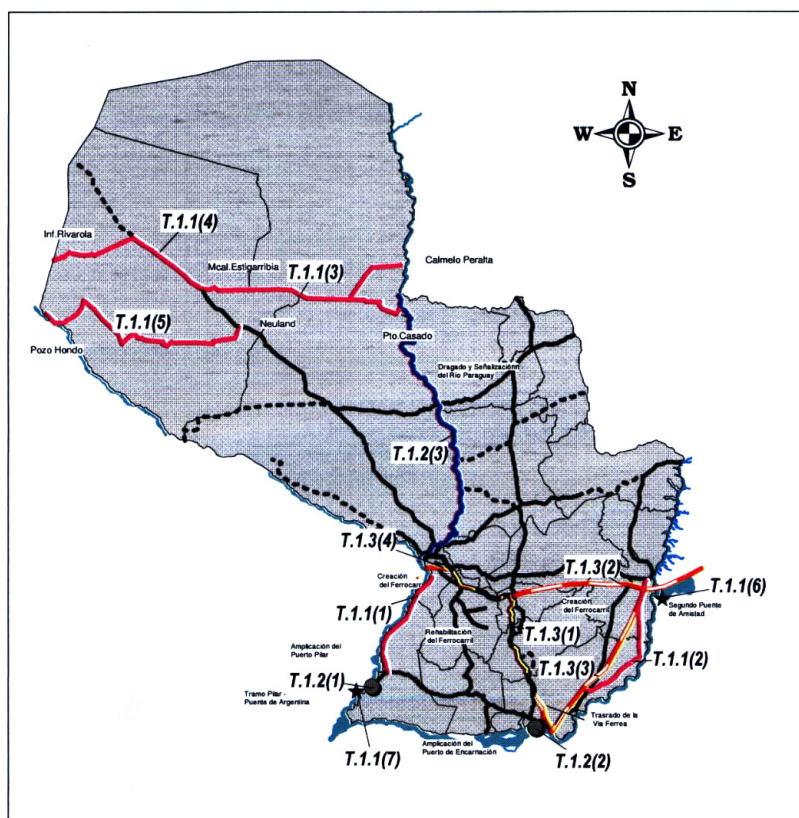 N
W E
S
T.1.1(4)
Inf.Rivarola
Mcal.Estigarribia
T.1.1(3)
Calmelo Peralta
T.1.1(5)
Neuland
Pozo Hondo
Pto.Casado
Dragado y Señalizaciónn
del Río Paraguay
T.1.2(3)
T.1.3(4)
Creación
del Ferrocarril
T.1.3(2)
T.1.1(6)
Segundo Puente
de Amistad
T.1.1(1)
Creación
del Ferrocarril
Rehabilitación
del Ferrocarril
T.1.3(1)
Amplicación del
Puerto Pilar
T.1.3(3)
T.1.1(2)
T.1.2(1)
Tramo Pilar -
Puente de Argentina
Trasrado de la
Via Ferrea
Amplicación del
Puerto de Encarnación
T.1.1(7)
T.1.2(2)